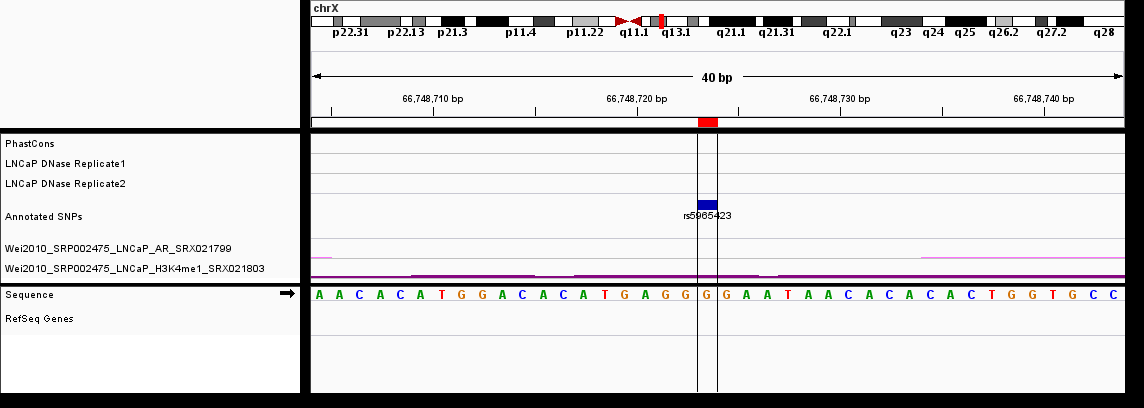 chrX
p22.31 p22.13 p21.3 p11.4 p11.22 q11.1 q13.1 q21.1 q21.31 q22.1 q23 q24 q25 q26.2 q27.2 q28
40 bp
66,748,710 bp 66,748,720 bp 66,748,730 bp 66,748,740 bp
PhastCons
LNCaP DNase Replicate1
LNCaP DNase Replicate2
Annotated SNPs
rs5965423
Wei2010_SRP002475_LNCaP_AR_SRX021799
Wei2010_SRP002475_LNCaP_H3K4me1_SRX021803
Sequence A A C A C A T G G A C A C A T G A G G G G A A T A A C A C A C A C T G G T G C C
RefSeq Genes